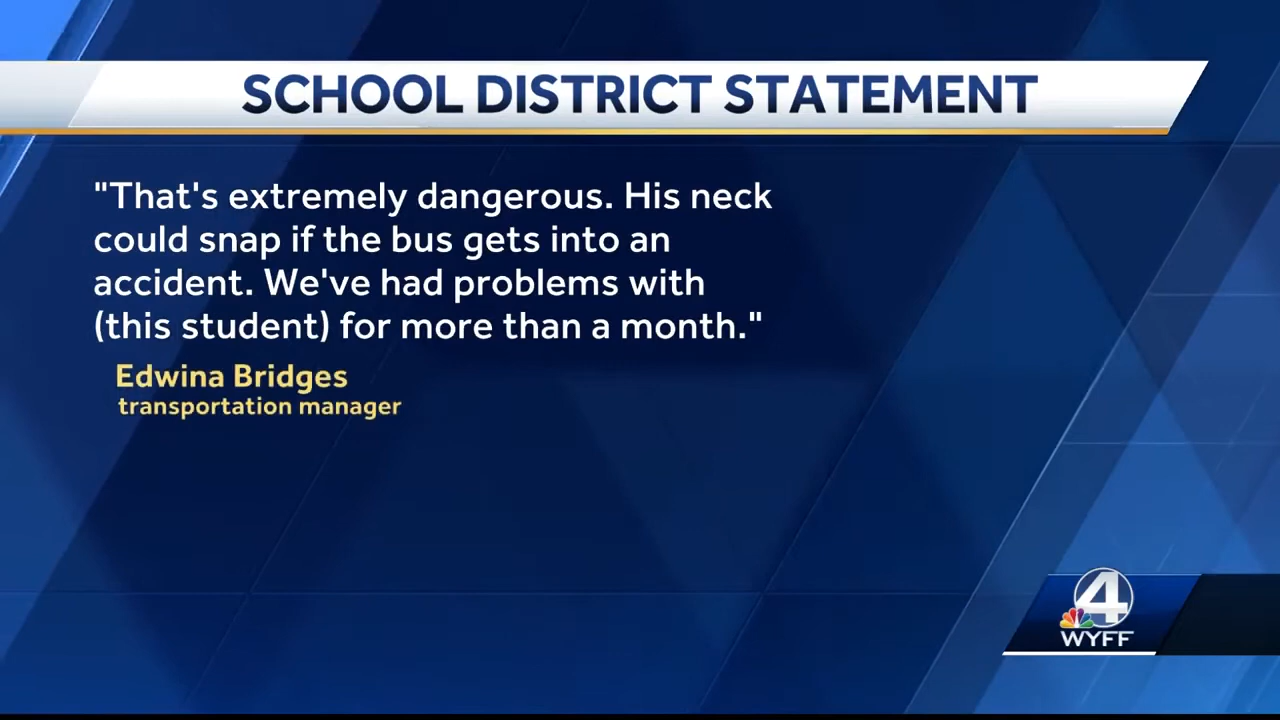 SCHOOL DISTRICT STATEMENT
"That's extremely dangerous. His neck
could snap if the bus gets into an
accident. We've had problems with
(this student) for more than a month."
Edwina Bridges
transportation manager
4
WYFF